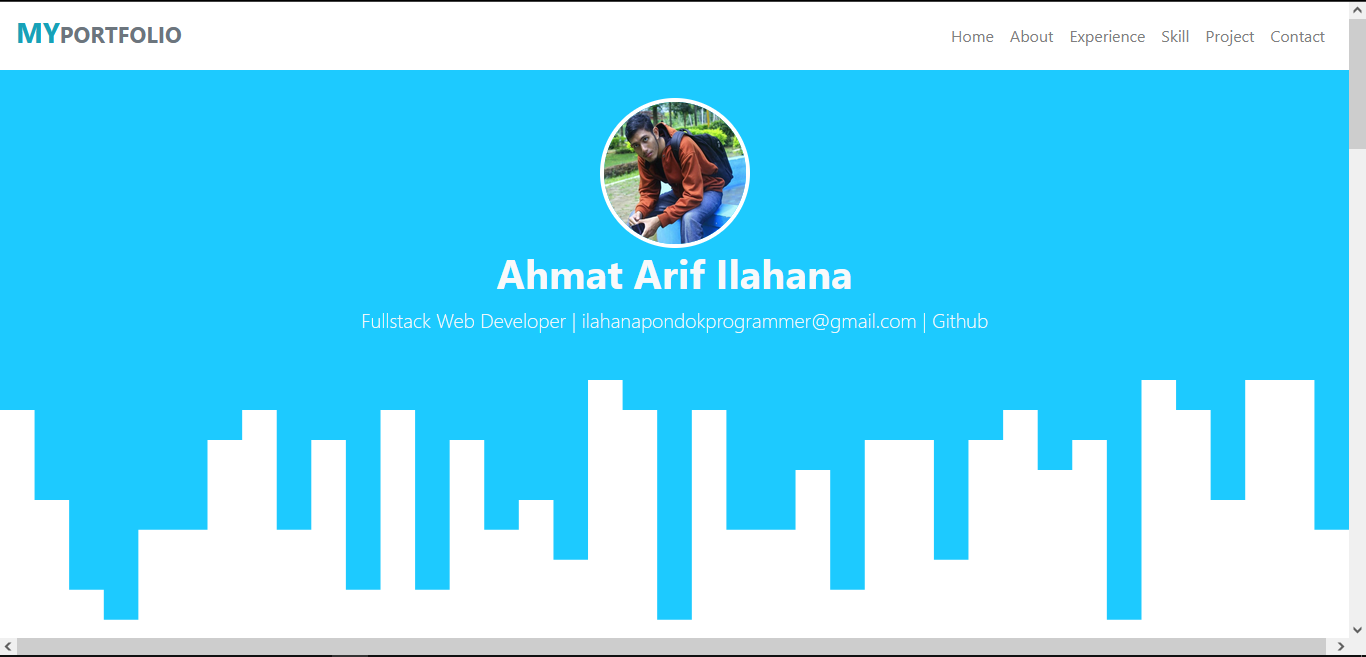 MYPORTFOLIO
Home About Experience Skill Project Contact
Ahmat Arif Ilahana
Fullstack Web Developer | ilahanapondokprogrammer@gmail.com | Github